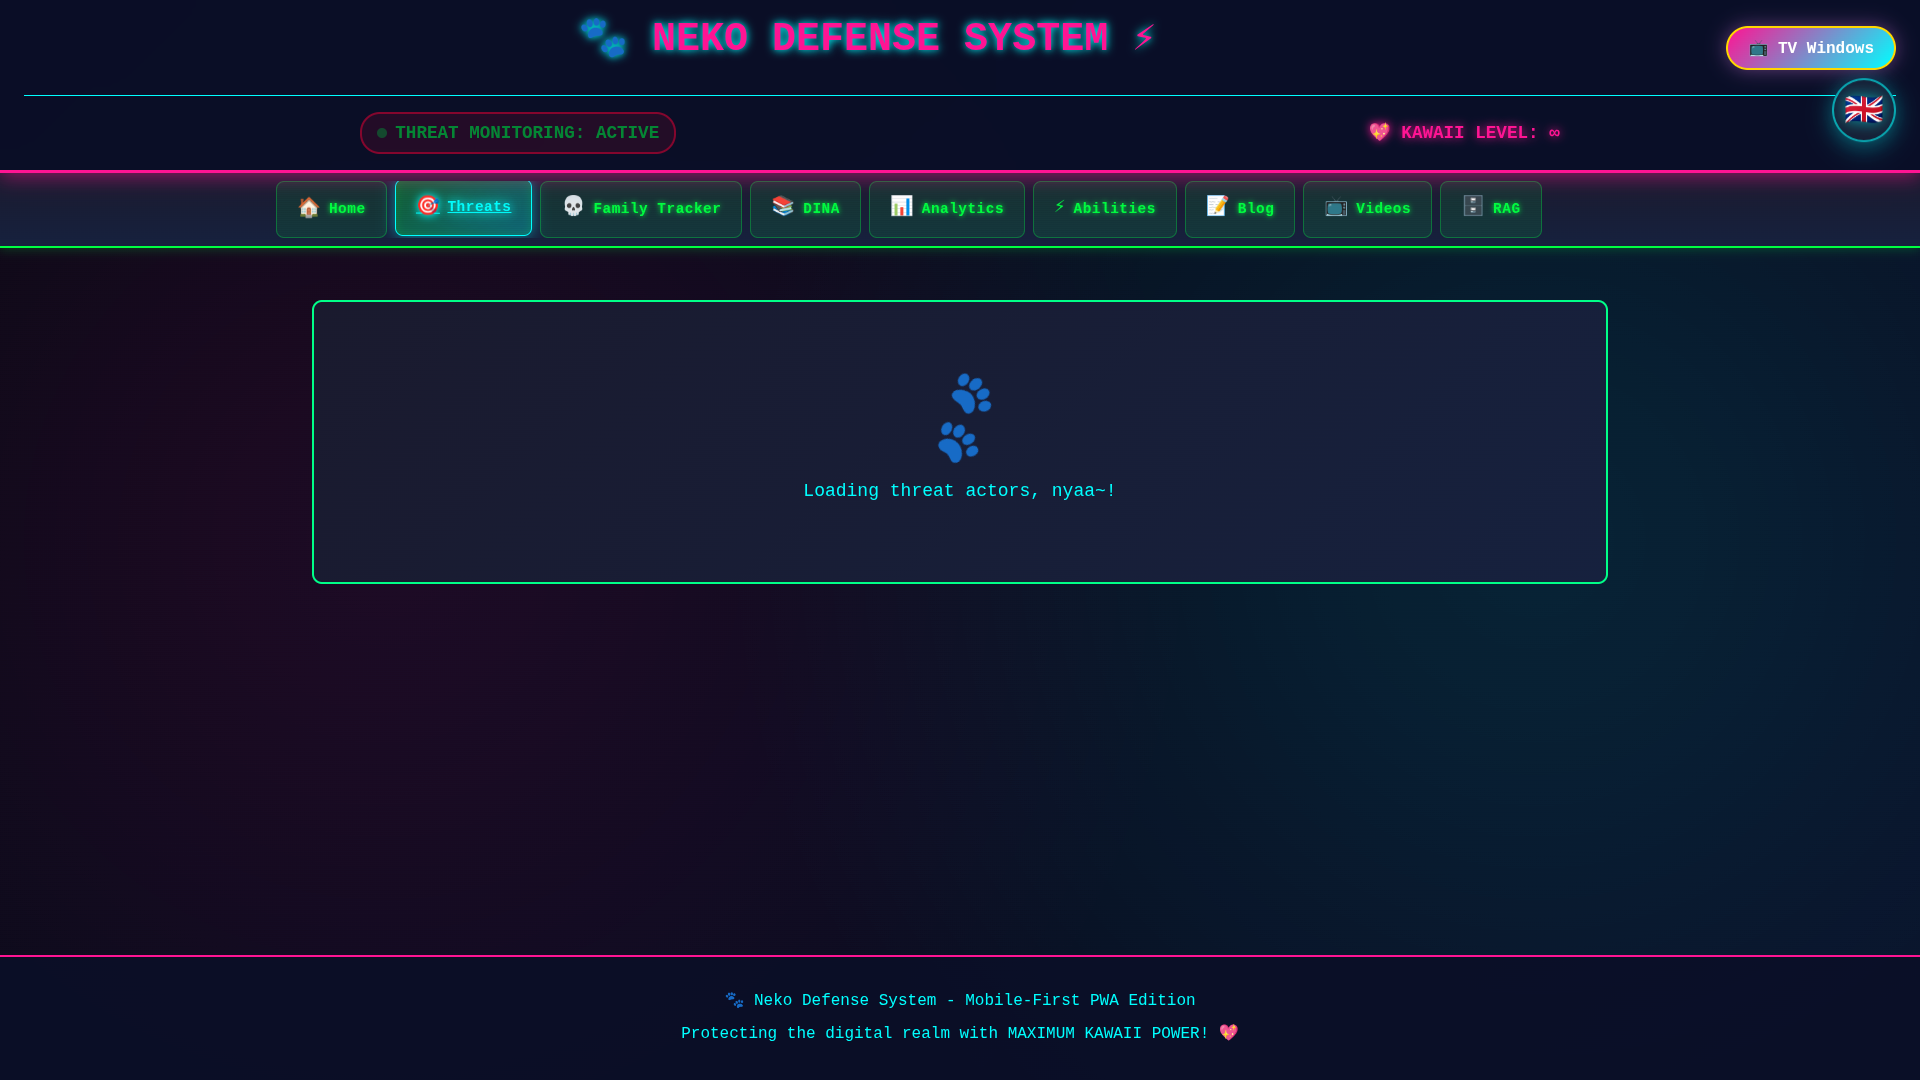 🐾 NEKO DEFENSE SYSTEM ⚡
📺 TV Windows
THREAT MONITORING: ACTIVE
💖 KAWAII LEVEL: ∞
🏠 Home
🎯 Threats
💀 Family Tracker
📚 DINA
📊 Analytics
⚡ Abilities
📝 Blog
📺 Videos
🗄️ RAG
Loading threat actors, nyaa~!
🐾 Neko Defense System - Mobile-First PWA Edition
Protecting the digital realm with MAXIMUM KAWAII POWER! 💖